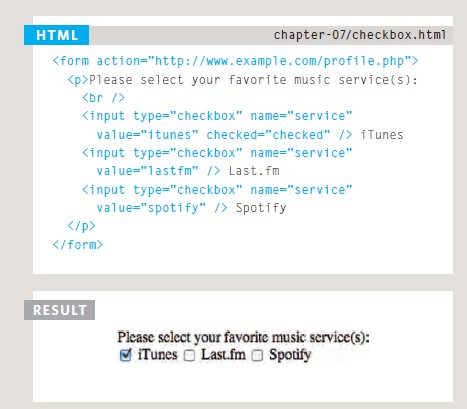 HTML
chapter-07/checkbox.html
<form action="http://www.example.com/profile.php">
<p>Please select your favorite music service(s):
<br />
<input type="checkbox" name="service"
value="itunes" checked="checked" /> iTunes
<input type="checkbox" name="service"
value="lastfm" /> Last.fm
<input type="checkbox" name="service"
value="spotify" /> Spotify
</p>
</form>
RESULT
Please select your favorite music service(s):
iTunes Last.fm Spotify